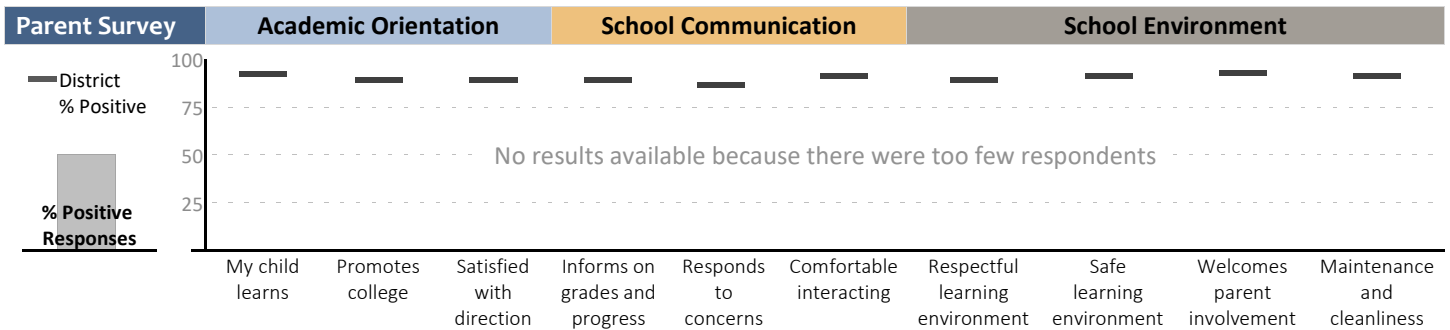 Parent Survey
Academic Orientation
School Communication
School Environment
District
% Positive
% Positive
Responses
100
75
50
25
No results available because there were too few respondents
My child
learns
Promotes
college
Satisfied
with
direction
Informs on
grades and
progress
Responds
to
concerns
Comfortable
interacting
Respectful
learning
environment
Safe
learning
environment
Welcomes
parent
involvement
Maintenance
and
cleanliness